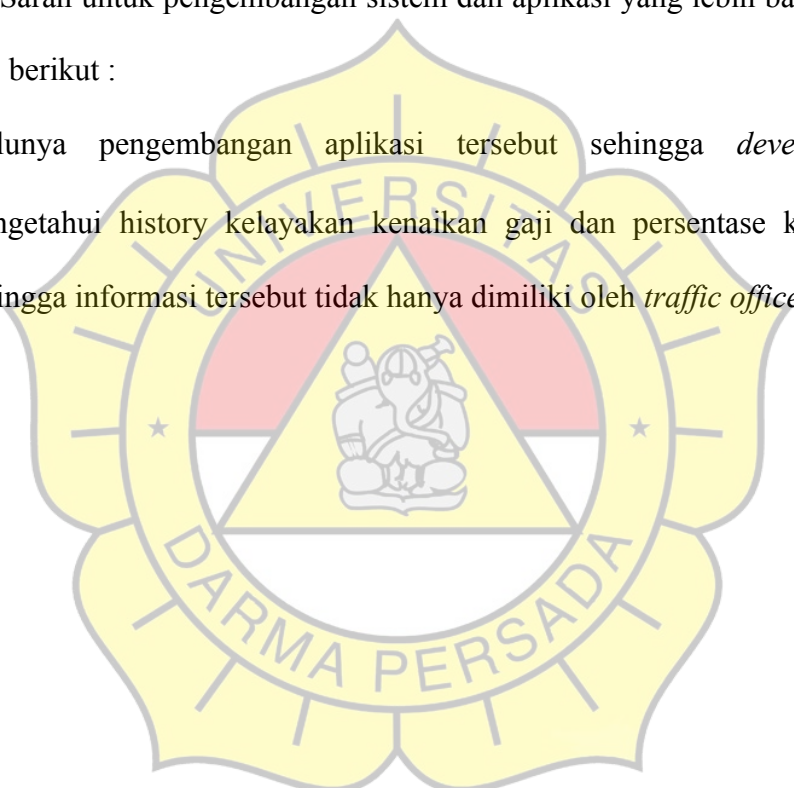 Saran untuk pengembangan sistem dan aplikasi yang lebih ba
berikut :
lunya pengembangan aplikasi tersebut sehingga deve
ngetahui history kelayakan kenaikan gaji dan persentase k
ingga informasi tersebut tidak hanya dimiliki oleh traffic office
UNIVERSITAS
DARMA PERSADA